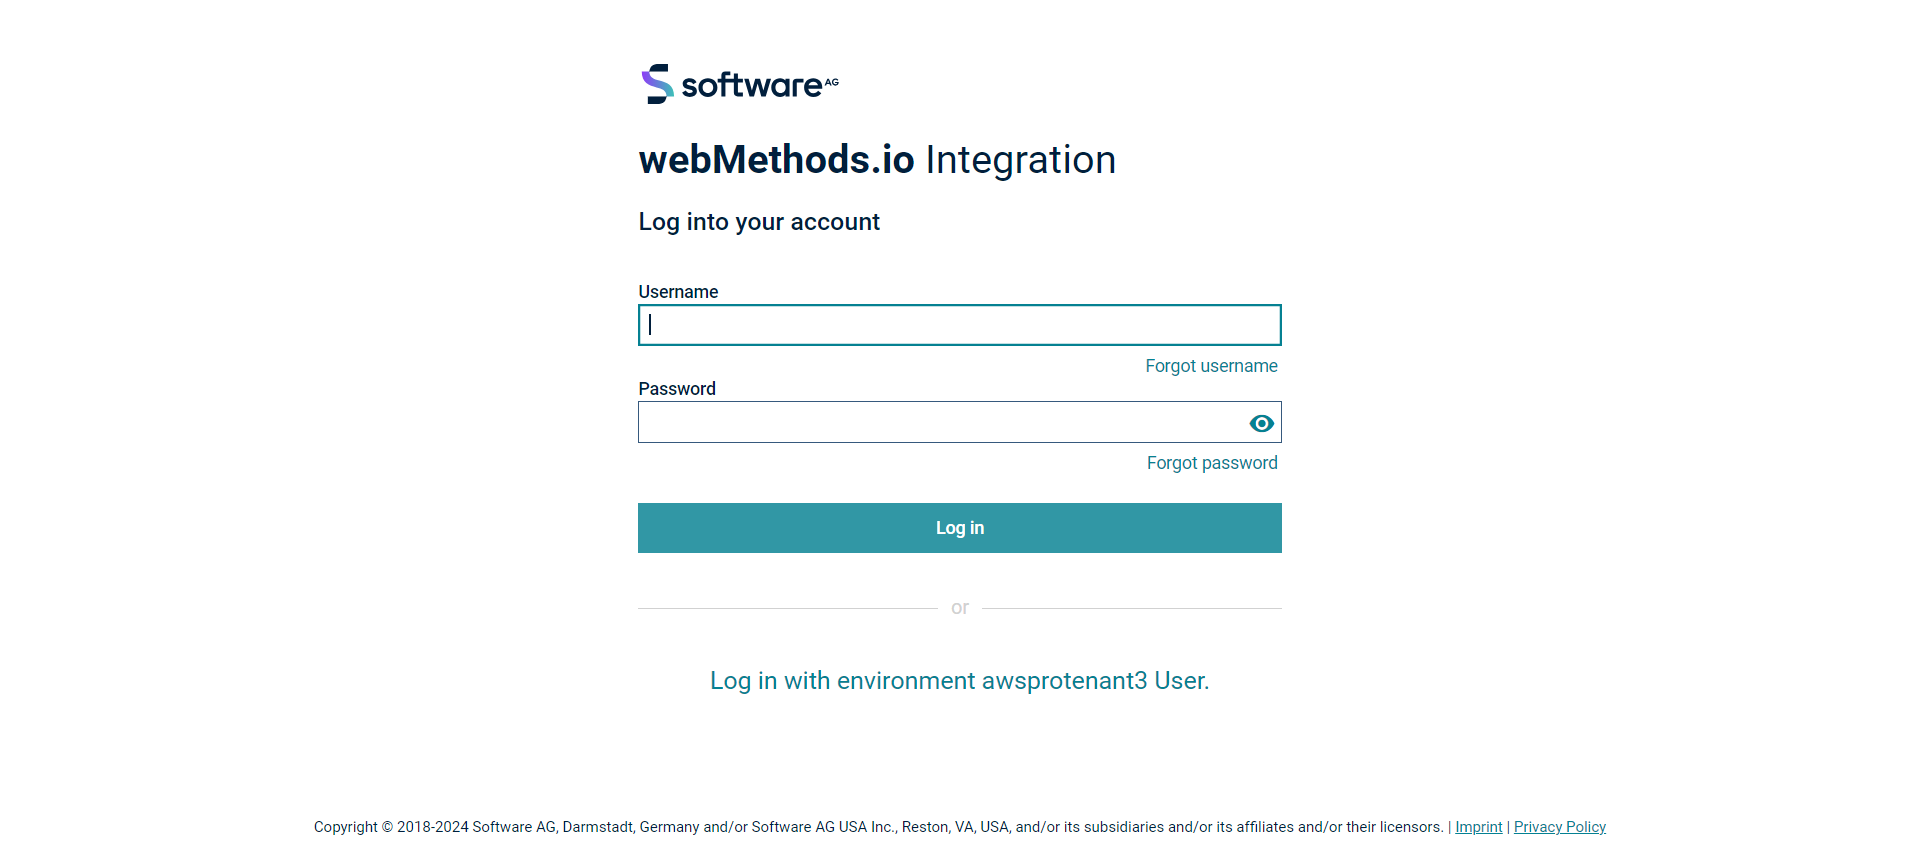 software AG
webMethods.io Integration
Log into your account
Username
Forgot username
Password
Forgot password
Log in
or
Log in with environment awsprotenant3 User.
Copyright © 2018-2024 Software AG, Darmstadt, Germany and/or Software AG USA Inc., Reston, VA, USA, and/or its subsidiaries and/or its affiliates and/or their licensors. | Imprint | Privacy Policy